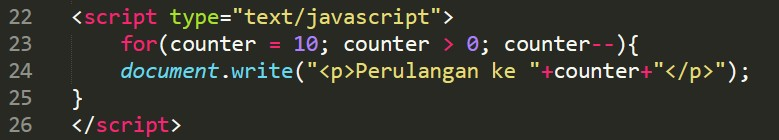 22 <script type="text/javascript">
23 for(counter = 10; counter > 0; counter--){
24 document.write("<p>Perulangan ke "+counter+"</p>");
25 }
26 </script>